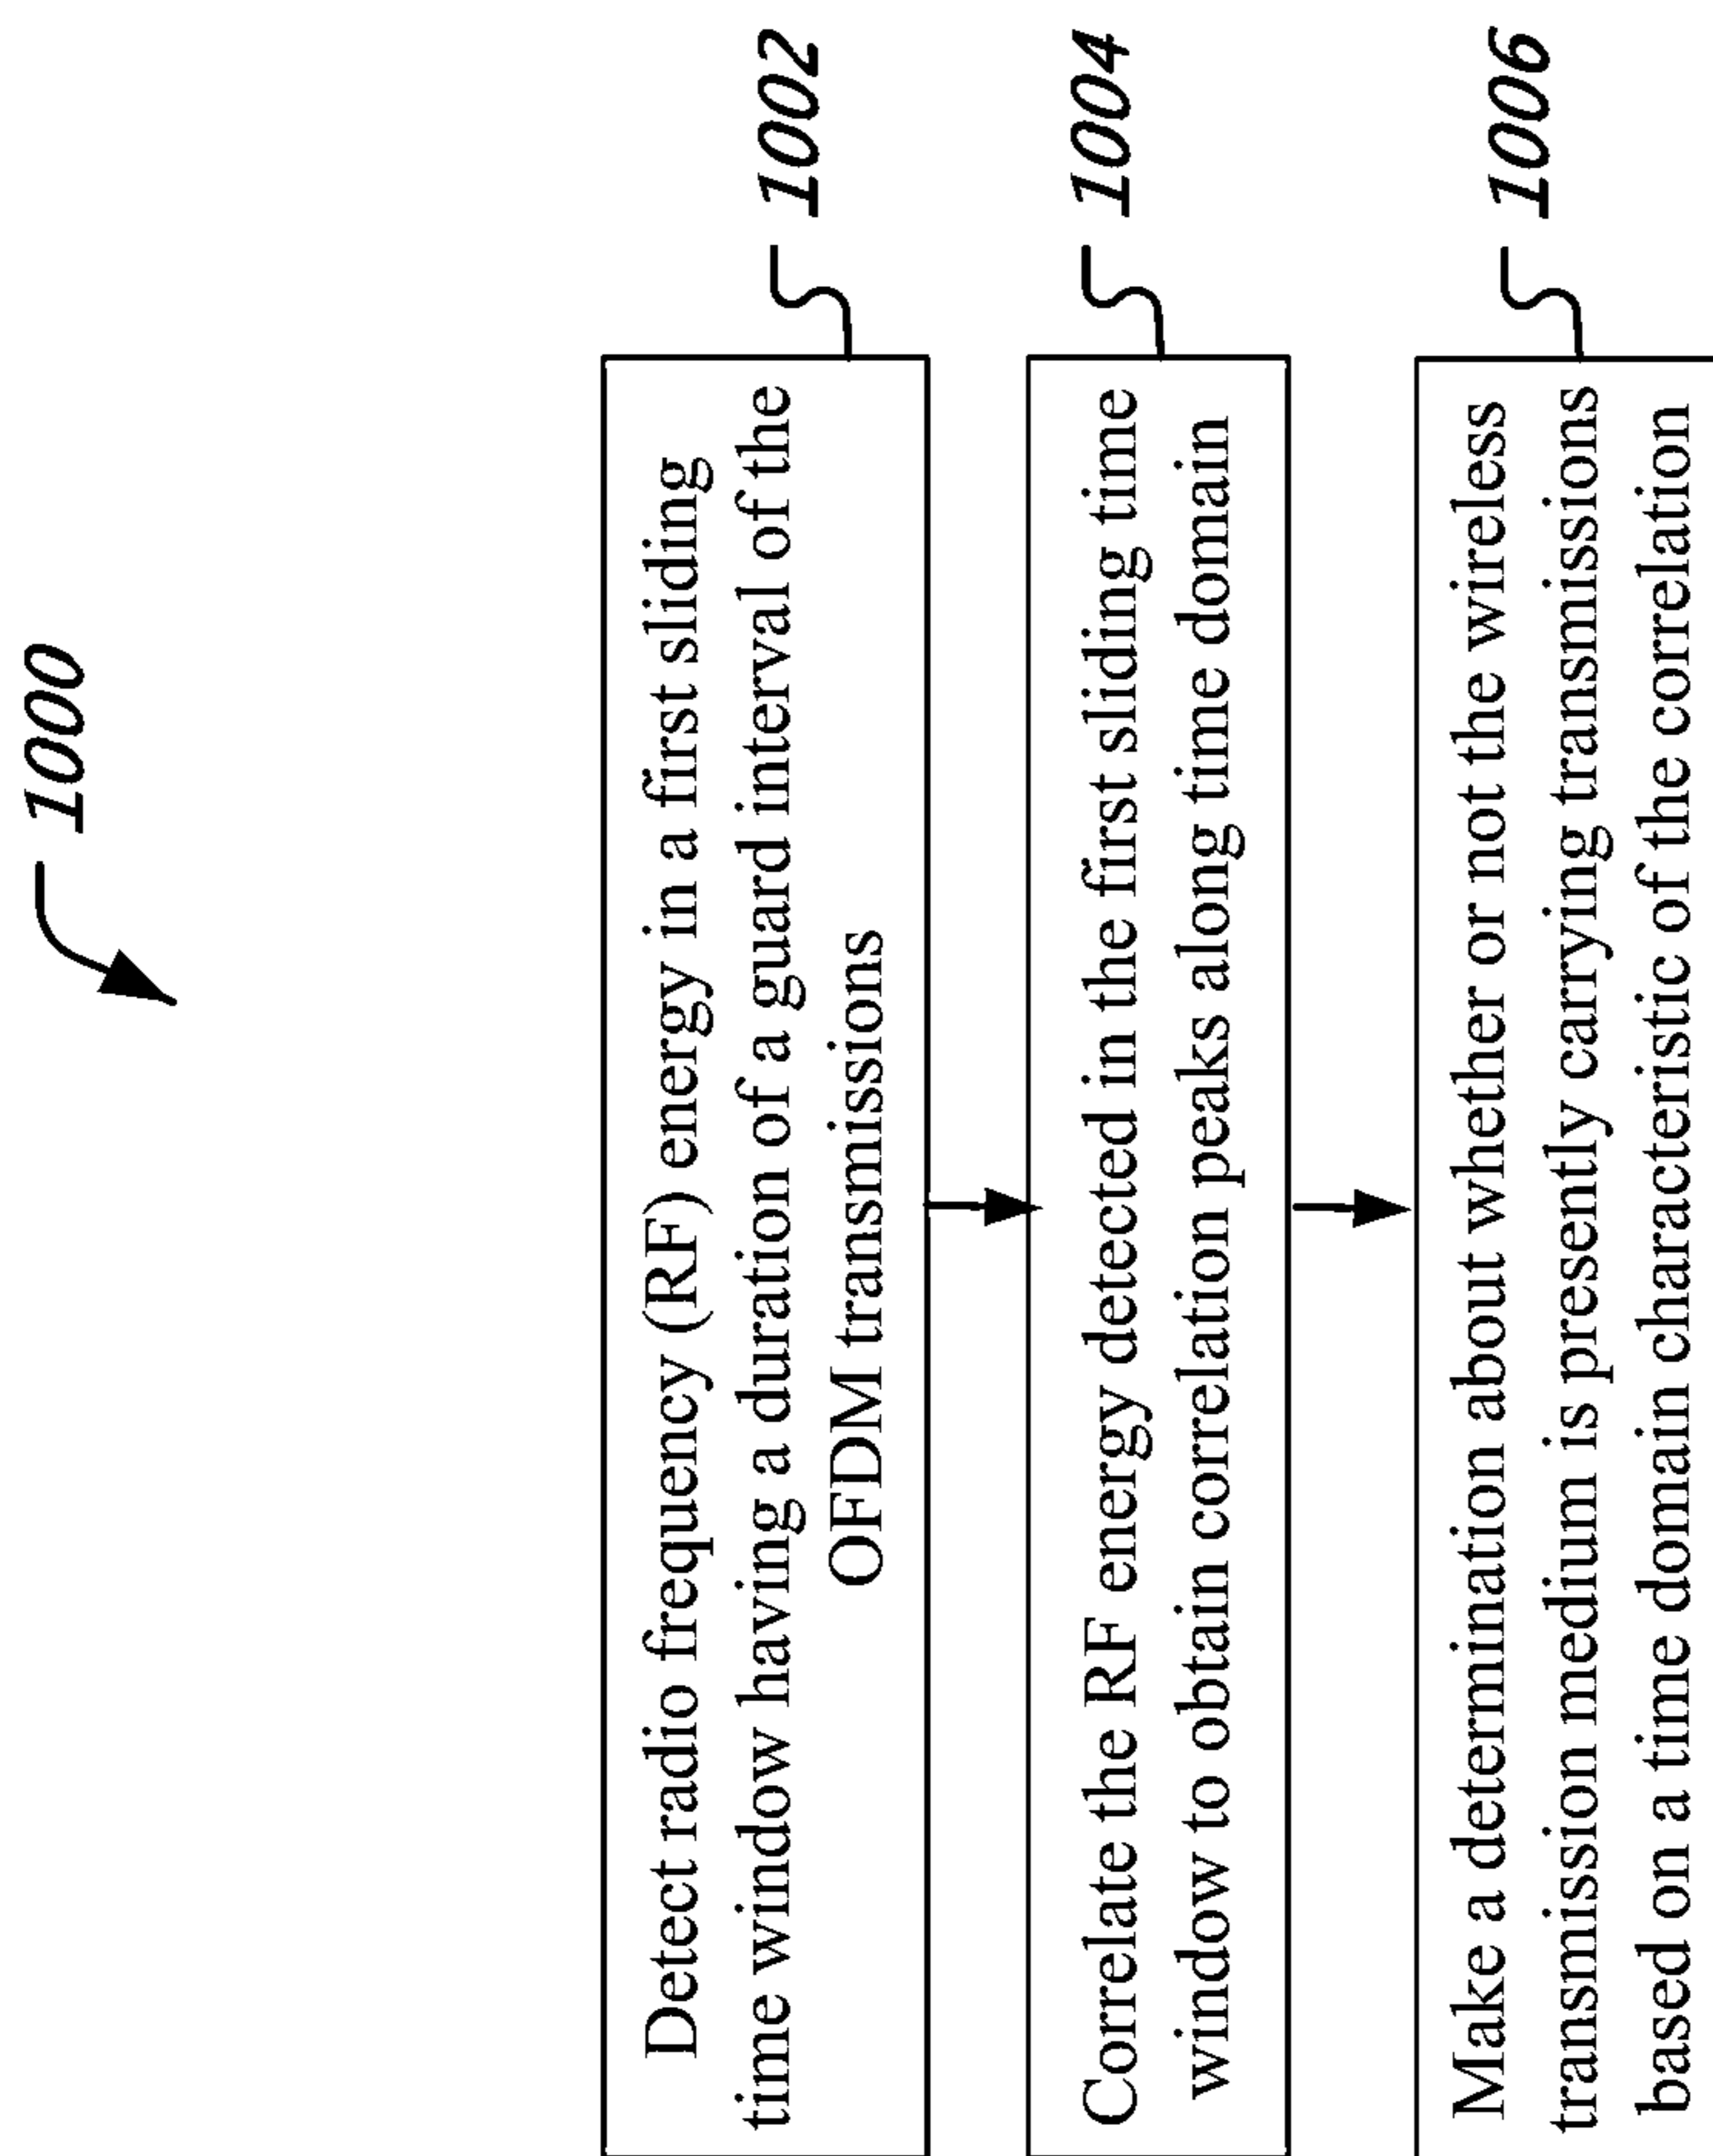 1000
Detect radio frequency (RF) energy in a first sliding
time window having a duration of a guard interval of the
OFDM transmissions
1002
Correlate the RF energy detected in the first sliding time
window to obtain correlation peaks along time domain
1004
Make a determination about whether or not the wireless
transmission medium is presently carrying transmissions
based on a time domain characteristic of the correlation
1006